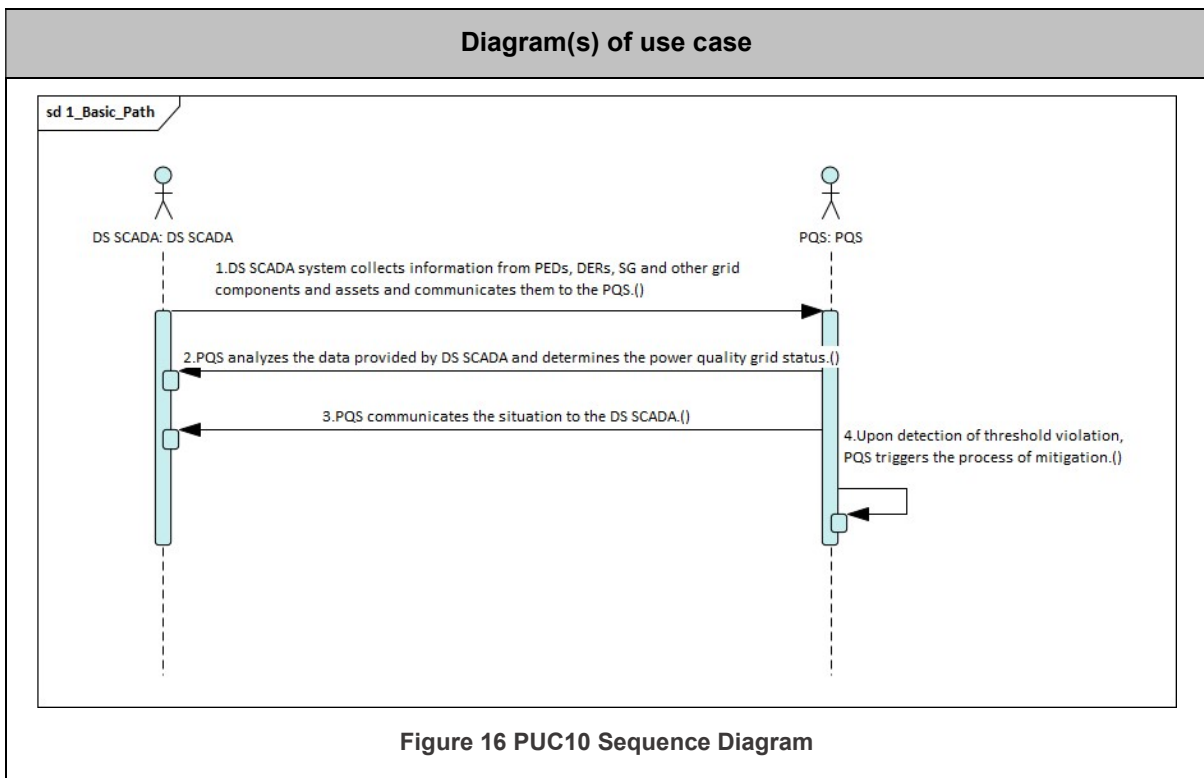 Diagram(s) of use case
sd 1_Basic_Path
DS SCADA: DS SCADA
PQS: PQS
1.DS SCADA system collects information from PEDs, DERs, SG and other grid
components and assets and communicates them to the PQS.()
2.PQS analyzes the data provided by DS SCADA and determines the power quality grid status.()
3.PQS communicates the situation to the DS SCADA.()
4.Upon detection of threshold violation,
PQS triggers the process of mitigation.()
Figure 16 PUC10 Sequence Diagram